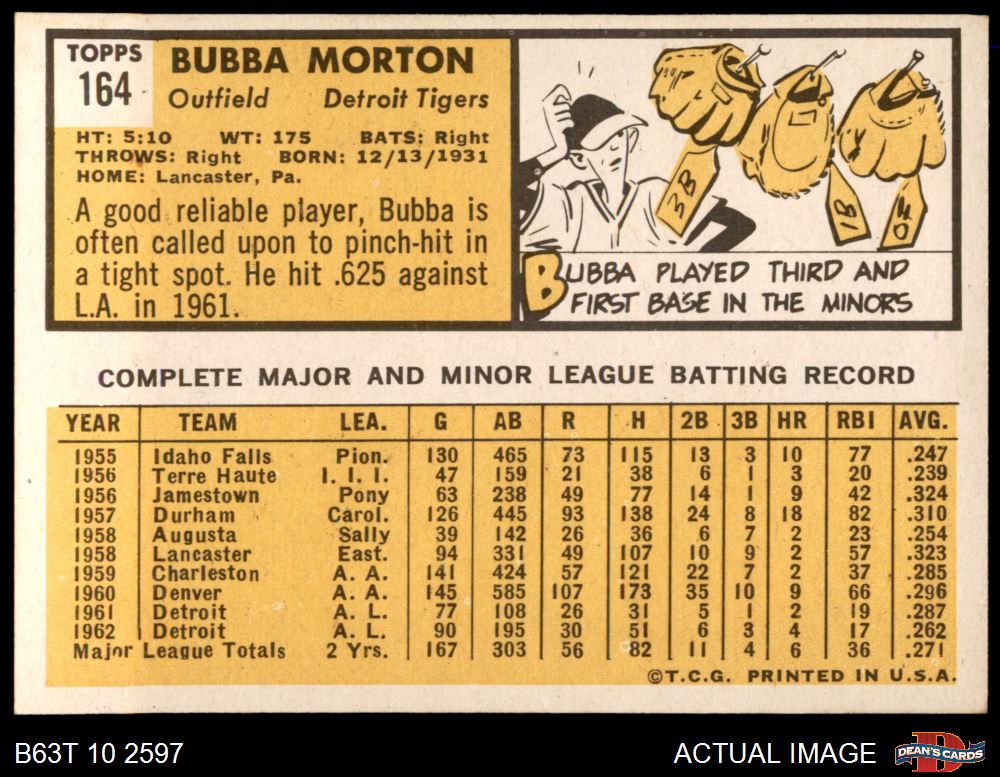 TOPPS
164
BUBBA MORTON
Outfield Detroit Tigers
HT: 5:10 WT: 175 BATS: Right
THROWS: Right BORN: 12/13/1931
HOME: Lancaster, Pa.
A good reliable player, Bubba is
often called upon to pinch-hit in
a tight spot. He hit .625 against
L.A. in 1961.
3B
1B
OF
BUBBA PLAYED THIRD AND
FIRST BASE IN THE MINORS
COMPLETE MAJOR AND MINOR LEAGUE BATTING RECORD
YEAR TEAM LEA. G AB R H 2B 3B HR RBI AVG.
1955 Idaho Falls Pion. 130 465 73 115 13 3 10 77 .247
1956 Terre Haute I. I. I. 47 159 21 38 6 1 3 20 .239
1956 Jamestown Pony 63 238 49 77 14 1 9 42 .324
1957 Durham Carol. 126 445 93 138 24 8 18 82 .310
1958 Augusta Sally 39 142 26 36 6 7 2 23 .254
1958 Lancaster East. 94 331 49 107 10 9 2 57 .323
1959 Charleston A. A. 141 424 57 121 22 7 2 37 .285
1960 Denver A. A. 145 585 107 173 35 10 9 66 .296
1961 Detroit A. L. 77 108 26 31 5 1 2 19 .287
1962 Detroit A. L. 90 195 30 51 6 3 4 17 .262
Major League Totals 2 Yrs. 167 303 56 82 11 4 6 36 .271
©T.C.G. PRINTED IN U.S.A.
B63T 10 2597 ACTUAL IMAGE DEAN'S CARDS